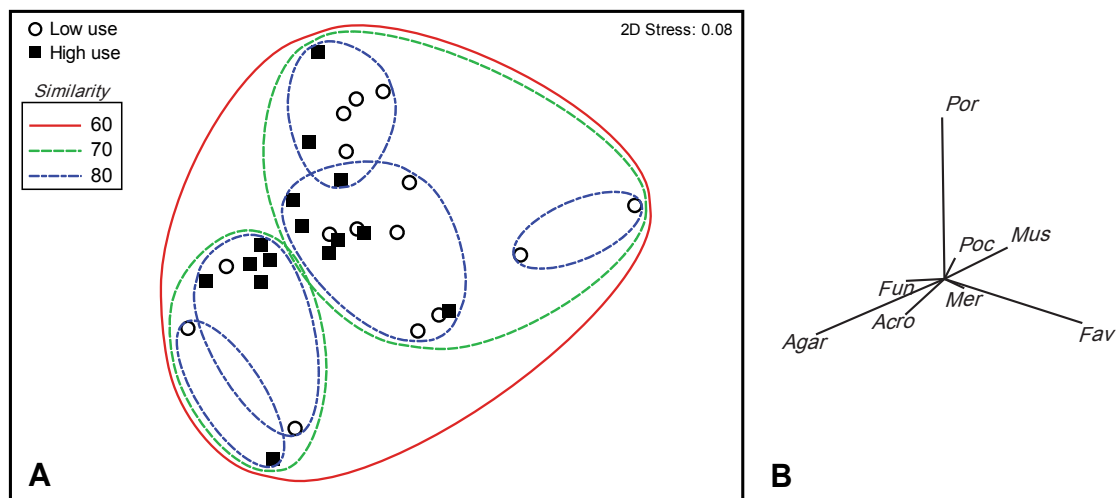 Low use
High use
2D Stress: 0.08
Similarity
60
70
80
A
Por
Poc
Mus
Fun
Mer
Acro
Agar
Fav
B